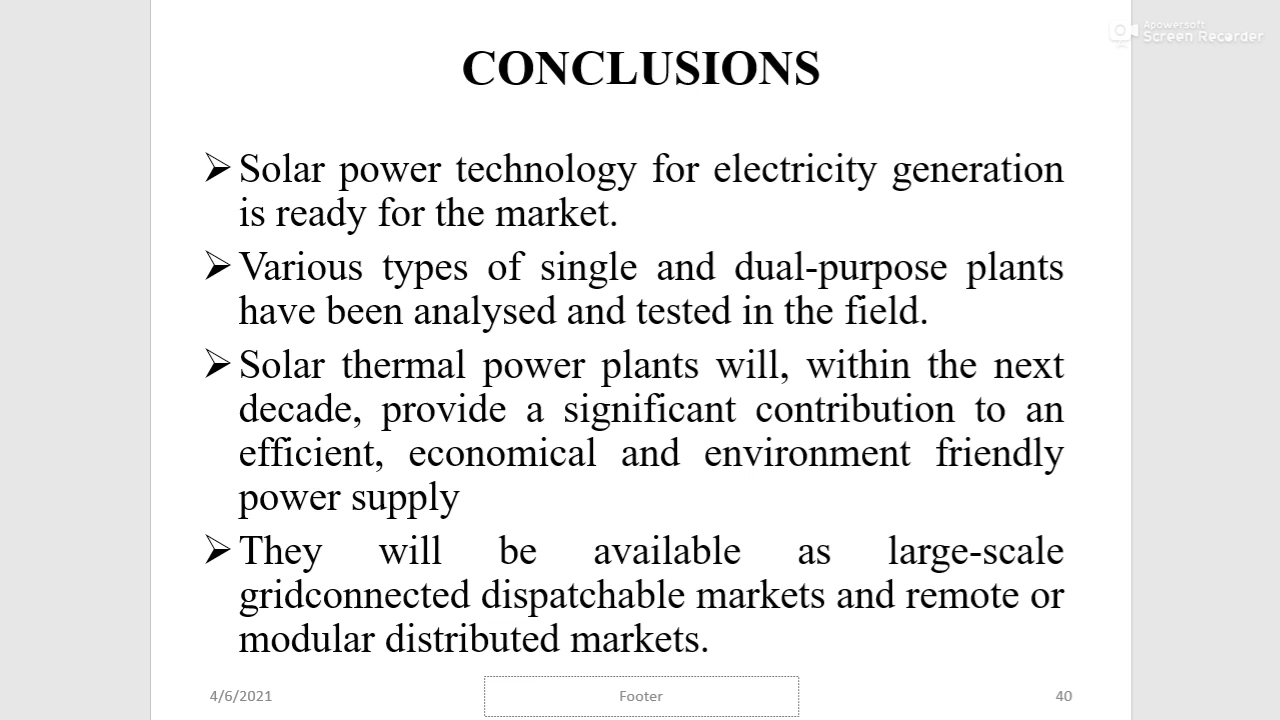 Apowersoft
Screen Recorder
CONCLUSIONS
Solar power technology for electricity generation
is ready for the market.
Various types of single and dual-purpose plants
have been analysed and tested in the field.
Solar thermal power plants will, within the next
decade, provide a significant contribution to an
efficient, economical and environment friendly
power supply
They will be available as large-scale
gridconnected dispatchable markets and remote or
modular distributed markets.
4/6/2021
Footer
40